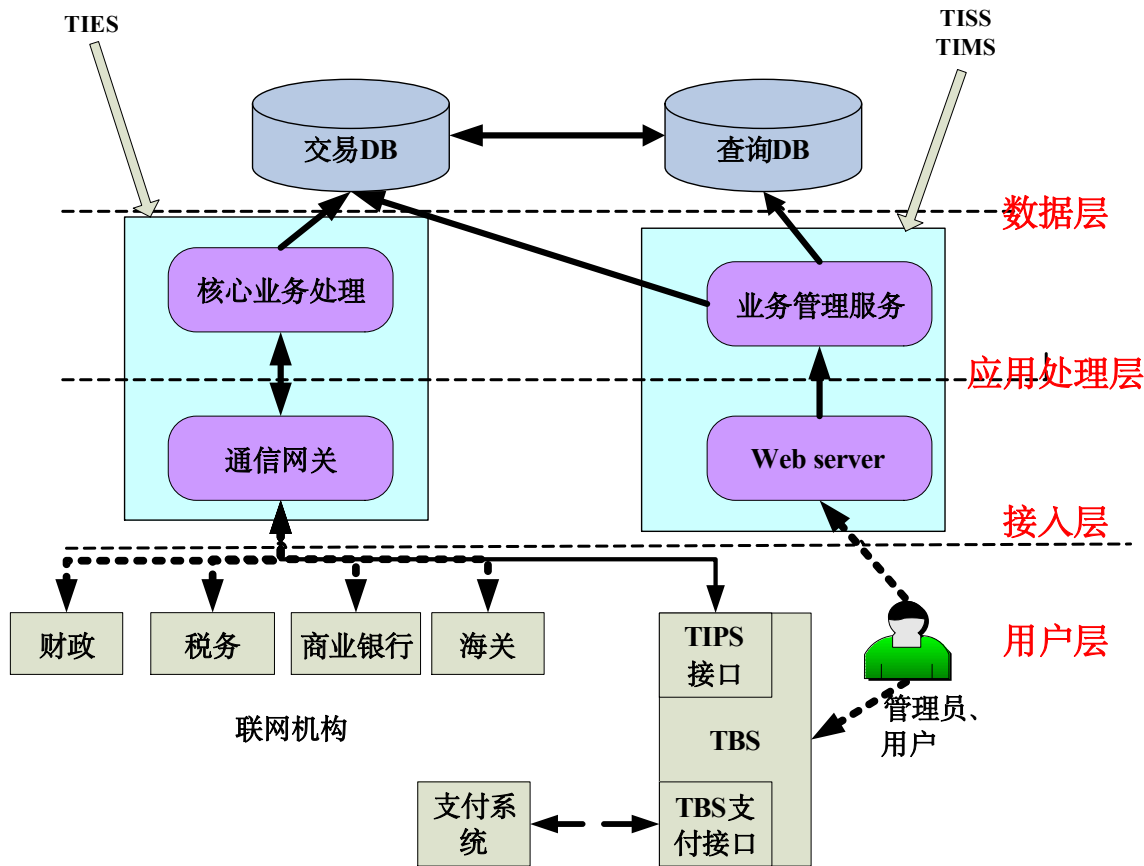 TIES
TISS
TIMS
交易DB
查询DB
数据层
核心业务处理
业务管理服务
应用处理层
通信网关
Web server
接入层
财政
税务
商业银行
海关
TIPS
接口
用户层
联网机构
TBS
管理员、
用户
支付系
统
TBS支
付接口